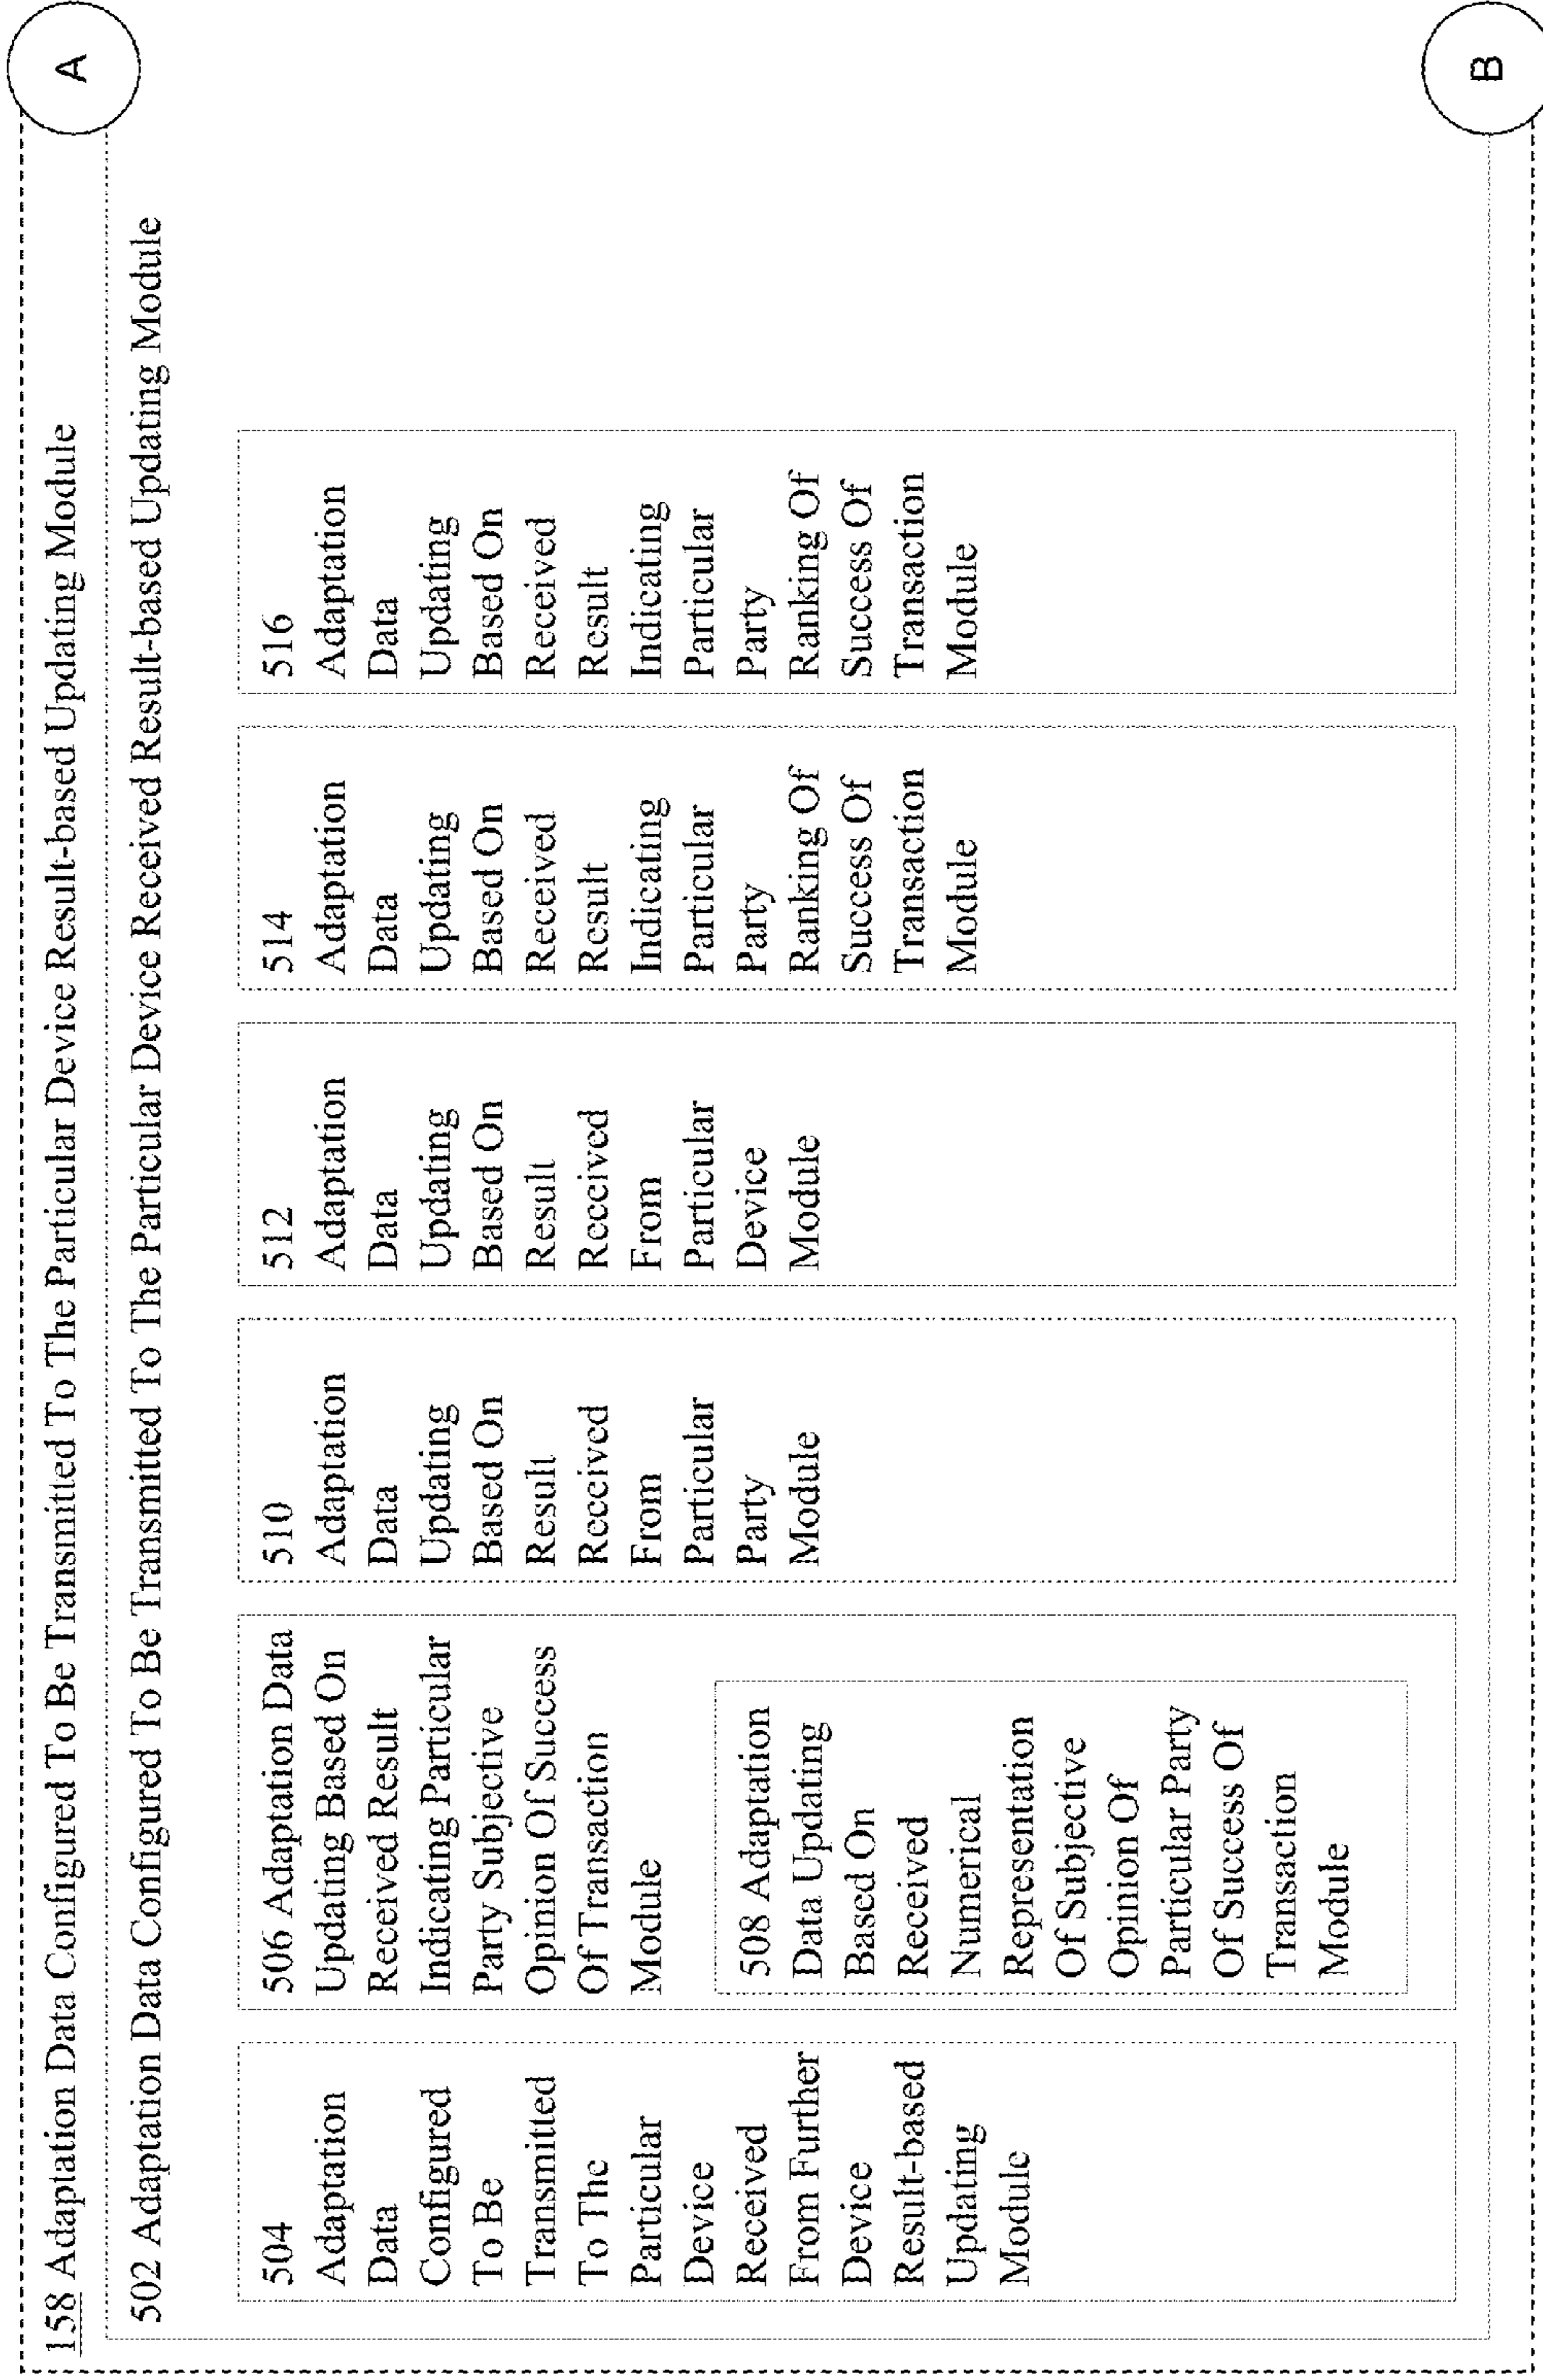 158 Adaptation Data Configured To Be Transmitted To The Particular Device Result-based Updating Module
502 Adaptation Data Configured To Be Transmitted To The Particular Device Received Result-based Updating Module
504
Adaptation
Data
Configured
To Be
Transmitted
To The
Particular
Device
Received
From Further
Device
Result-based
Updating
Module
506 Adaptation Data
Updating Based On
Received Result
Indicating Particular
Party Subjective
Opinion Of Success
Of Transaction
Module
508 Adaptation
Data Updating
Based On
Received
Numerical
Representation
Of Subjective
Opinion Of
Particular Party
Of Success Of
Transaction
Module
510
Adaptation
Data
Updating
Based On
Result
Received
From
Particular
Party
Module
512
Adaptation
Data
Updating
Based On
Result
Received
From
Particular
Device
Module
514
Adaptation
Data
Updating
Based On
Received
Result
Indicating
Particular
Party
Ranking Of
Success Of
Transaction
Module
516
Adaptation
Data
Updating
Based On
Received
Result
Indicating
Particular
Party
Ranking Of
Success Of
Transaction
Module
A
B